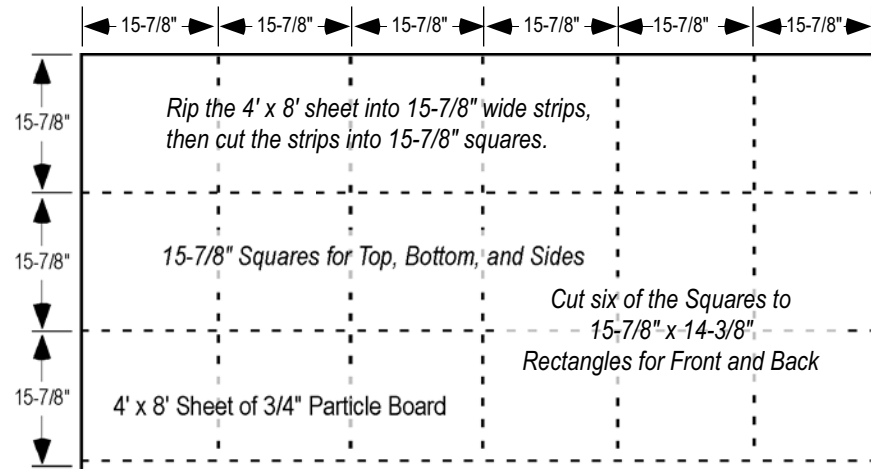 15-7/8" 15-7/8" 15-7/8" 15-7/8" 15-7/8" 15-7/8"
15-7/8"
Rip the 4' x 8' sheet into 15-7/8" wide strips,
then cut the strips into 15-7/8" squares.
15-7/8"
15-7/8" Squares for Top, Bottom, and Sides
Cut six of the Squares to
15-7/8" x 14-3/8"
Rectangles for Front and Back
15-7/8"
4' x 8' Sheet of 3/4" Particle Board